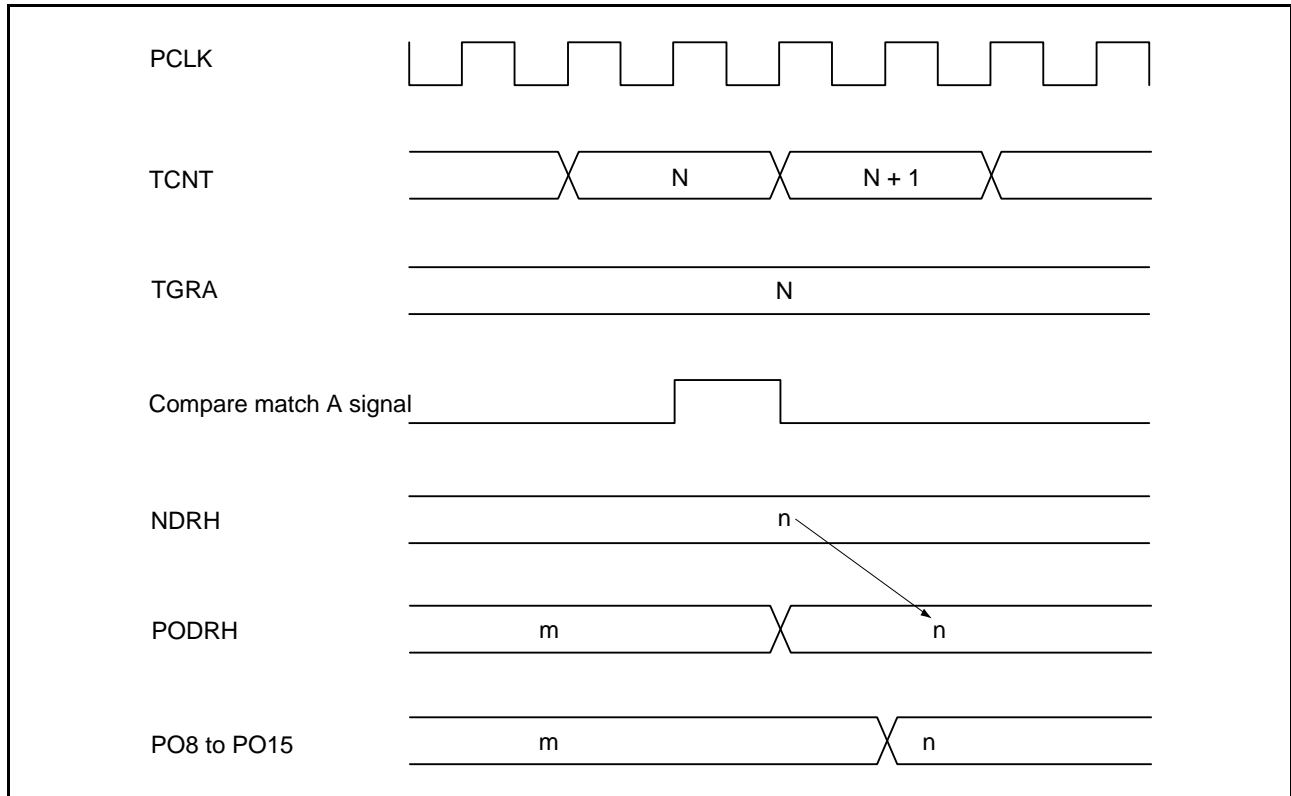 PCLK
TCNT N N + 1
TGRA N
Compare match A signal
NDRH n
PODRH m n
PO8 to PO15 m n